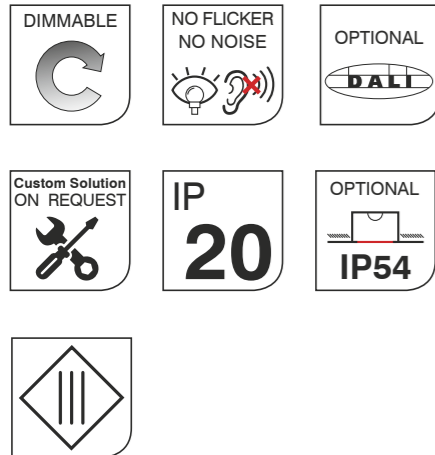 DIMMABLE
NO FLICKER
NO NOISE
OPTIONAL
DALI
Custom Solution
ON REQUEST
IP
20
OPTIONAL
IP54